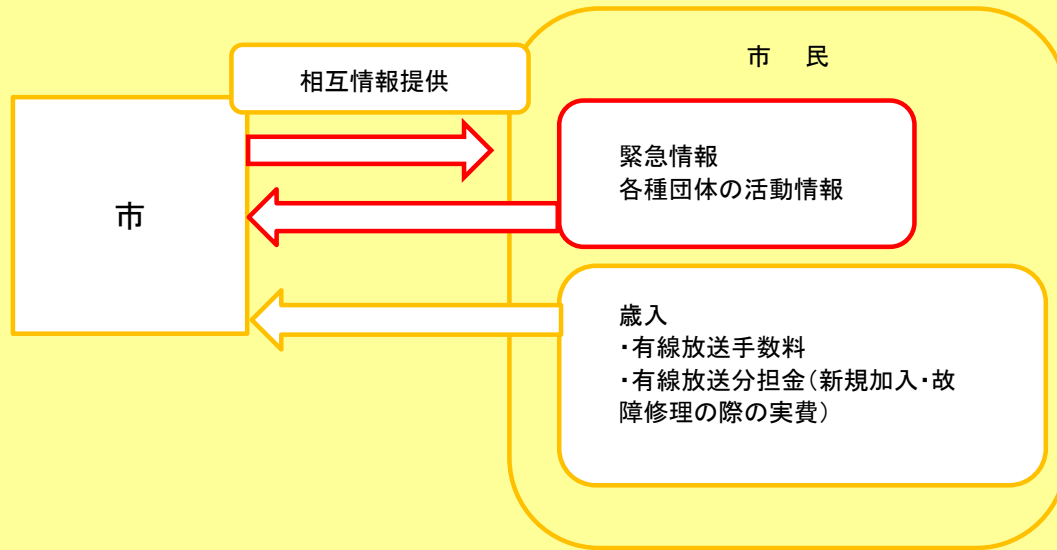 市　民
相互情報提供
市
緊急情報
各種団体の活動情報
歳入
・有線放送手数料
・有線放送分担金（新規加入・故
障修理の際の実費）